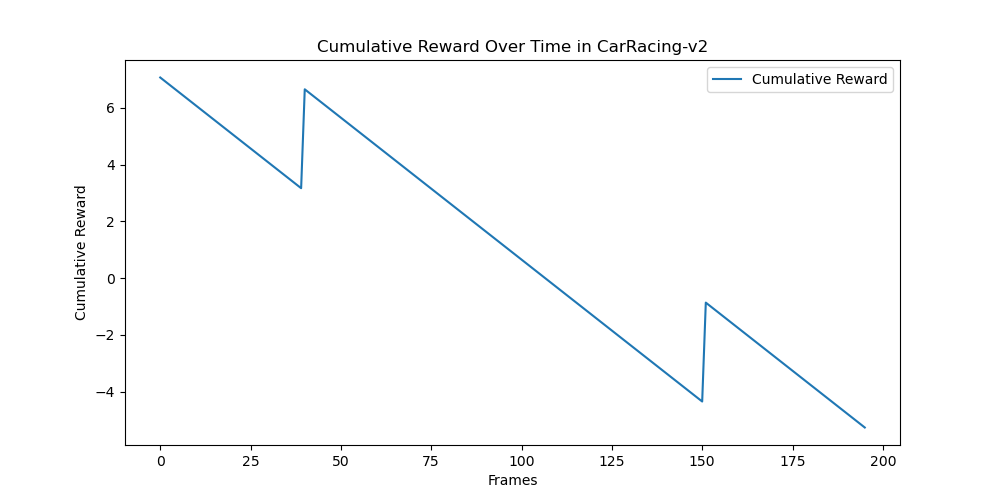 Cumulative Reward Over Time in CarRacing-v2
Cumulative Reward
6
4
2
0
−2
−4
Cumulative Reward
0 25 50 75 100 125 150 175 200
Frames